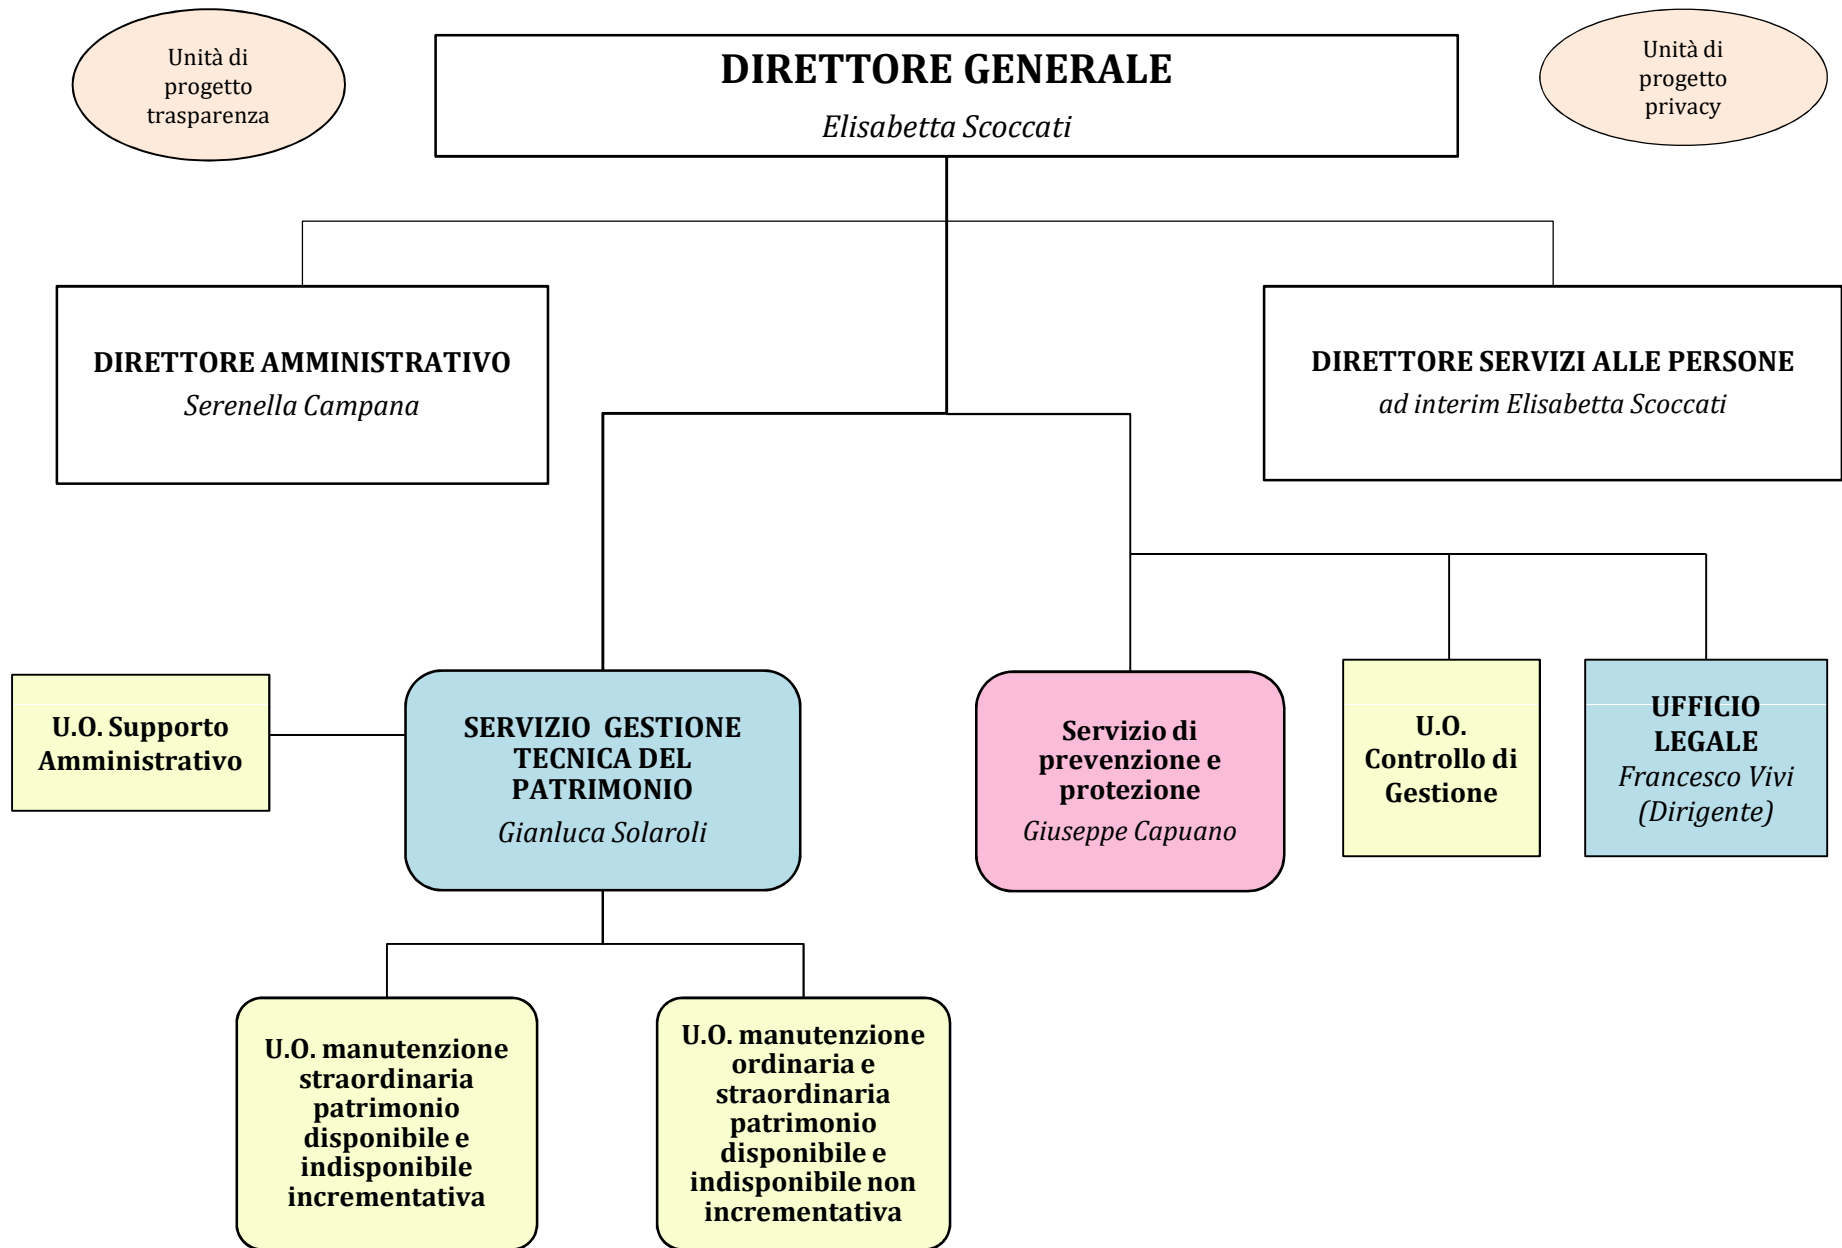 Unità di
progetto
trasparenza
DIRETTORE GENERALE
Elisabetta Scoccati
Unità di
progetto
privacy
DIRETTORE AMMINISTRATIVO
Serenella Campana
DIRETTORE SERVIZI ALLE PERSONE
ad interim Elisabetta Scoccati
U.O. Supporto
Amministrativo
SERVIZIO GESTIONE
TECNICA DEL
PATRIMONIO
Gianluca Solaroli
Servizio di
prevenzione e
protezione
Giuseppe Capuano
U.O.
Controllo di
Gestione
UFFICIO
LEGALE
Francesco Vivi
(Dirigente)
U.O. manutenzione
straordinaria
patrimonio
disponibile e
indisponibile
incrementativa
U.O. manutenzione
ordinaria e
straordinaria
patrimonio
disponibile e
indisponibile non
incrementativa